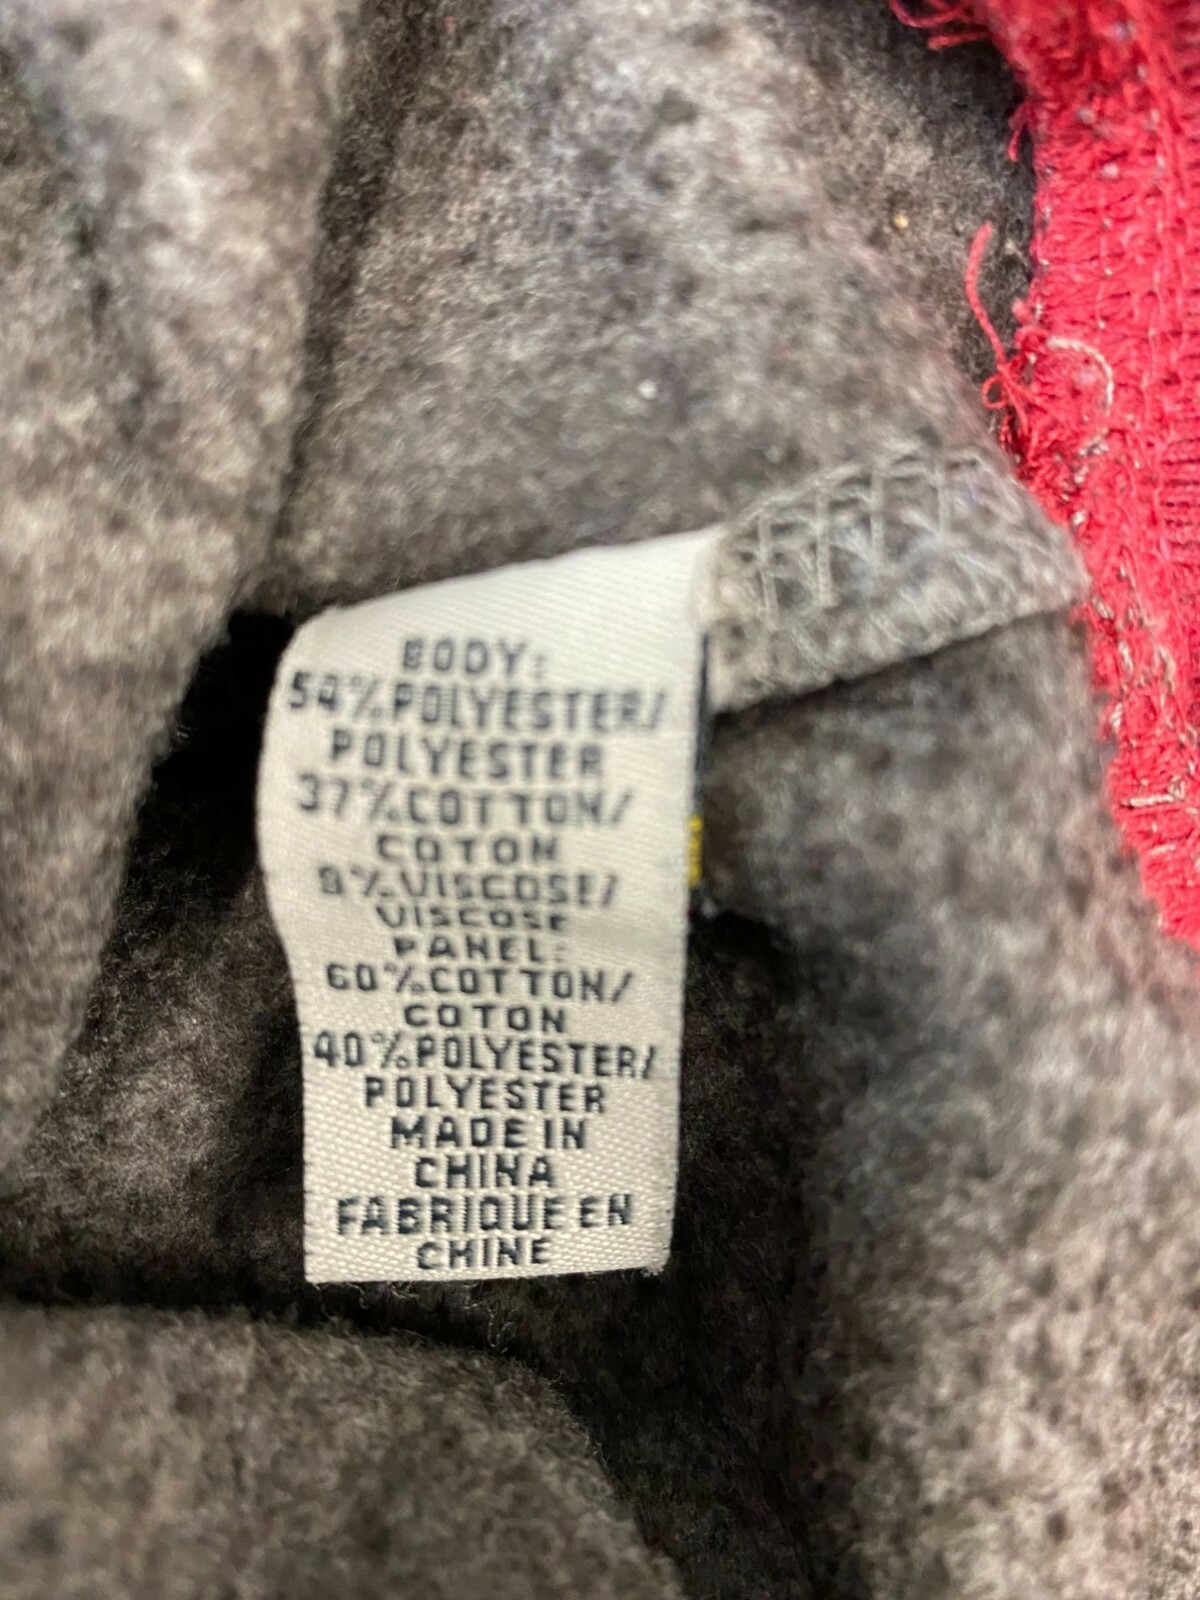 BODY:
54%POLYESTER/
POLYESTER
37%COTTON/
COTON
9%VISCOSE/
VISCOSE
PANEL:
60%COTTON/
COTON
40%POLYESTER/
POLYESTER
MADE IN
CHINA
FABRIQUE EN
CHINE